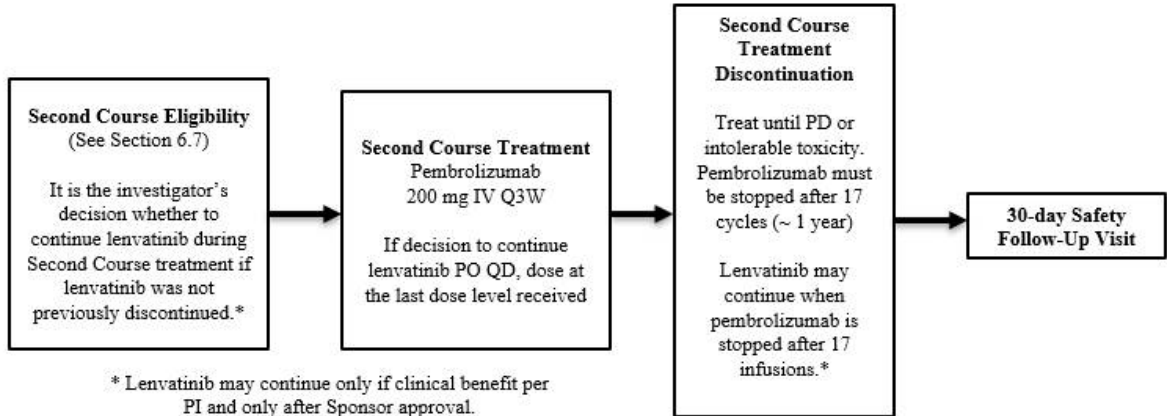 Second Course Eligibility
(See Section 6.7)
It is the investigator's
decision whether to
continue lenvatinib during
Second Course treatment if
lenvatinib was not
previously discontinued.*
Second Course Treatment
Pembrolizumab
200 mg IV Q3W
If decision to continue
lenvatinib PO QD, dose at
the last dose level received
Second Course
Treatment
Discontinuation
Treat until PD or
intolerable toxicity.
Pembrolizumab must
be stopped after 17
cycles (~ 1 year)
Lenvatinib may
continue when
pembrolizumab is
stopped after 17
infusions.*
30-day Safety
Follow-Up Visit
* Lenvatinib may continue only if clinical benefit per
PI and only after Sponsor approval.